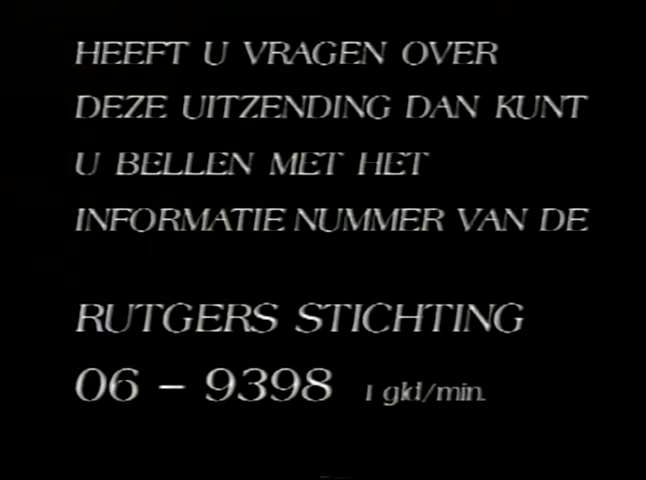 HEEFT U VRAGEN OVER
DEZE UITZENDING DAN KUNT
U BELLEN MET HET
INFORMATIE NUMMER VAN DE
RUTGERS STICHTING
06 – 9398 1 gld/min.